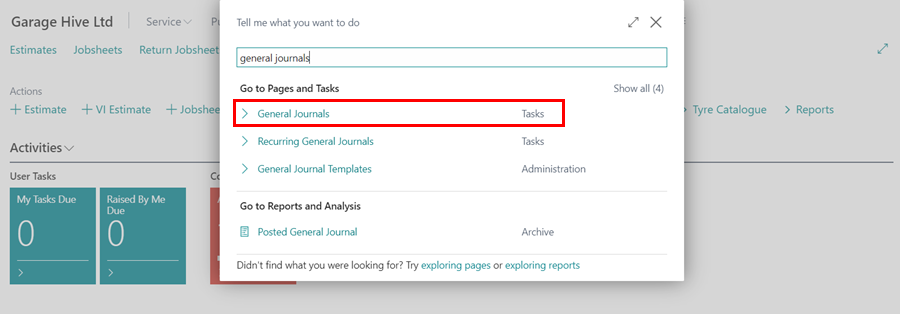 Garage Hive Ltd
Service
Estimates Jobsheets Return Jobsheet
Actions
+ Estimate + VI Estimate + Jobshe
Tyre Catalogue > Reports
Activities
User Tasks
My Tasks Due
0
Raised By Me
Due
0
Tell me what you want to do
general journals
Go to Pages and Tasks Show all (4)
General Journals Tasks
Recurring General Journals Tasks
General Journal Templates Administration
Go to Reports and Analysis
Posted General Journal Archive
Didn't find what you were looking for? Try exploring pages or exploring reports